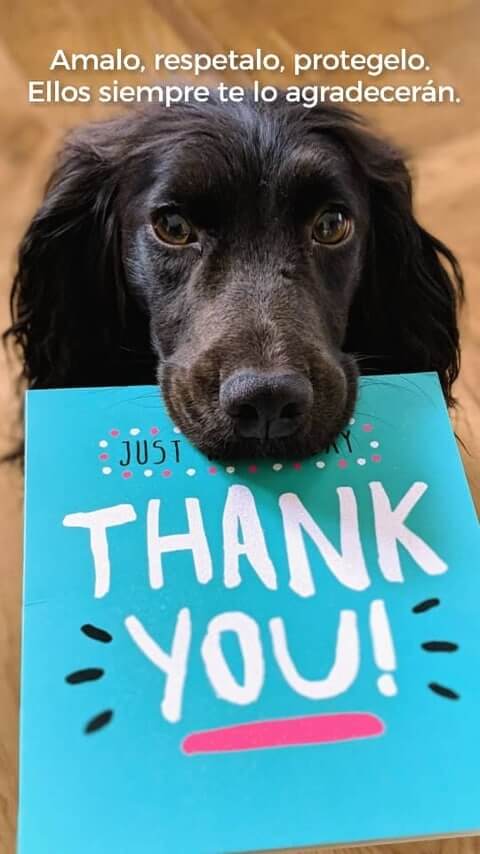 Amalo, respetalo, protegelo.
Ellos siempre te lo agradecerán.
JUST
THANK
YOU!